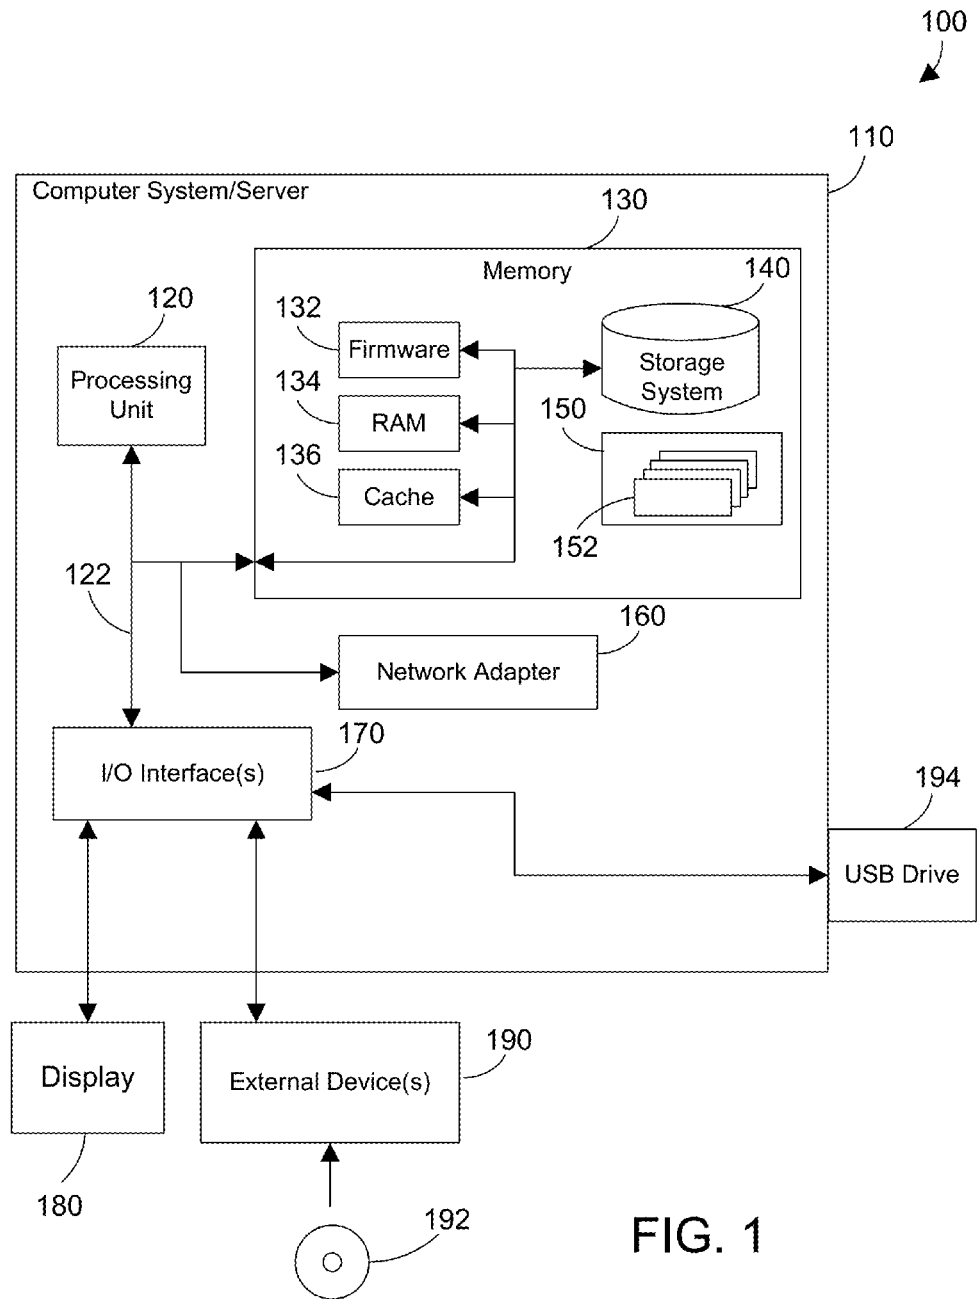 100
110
Computer System/Server
130
Memory
140
120
132
Firmware
Storage
System
Processing
Unit
134
RAM
150
136
Cache
152
122
160
Network Adapter
170
I/O Interface(s)
194
USB Drive
190
Display
External Device(s)
180
192
FIG. 1